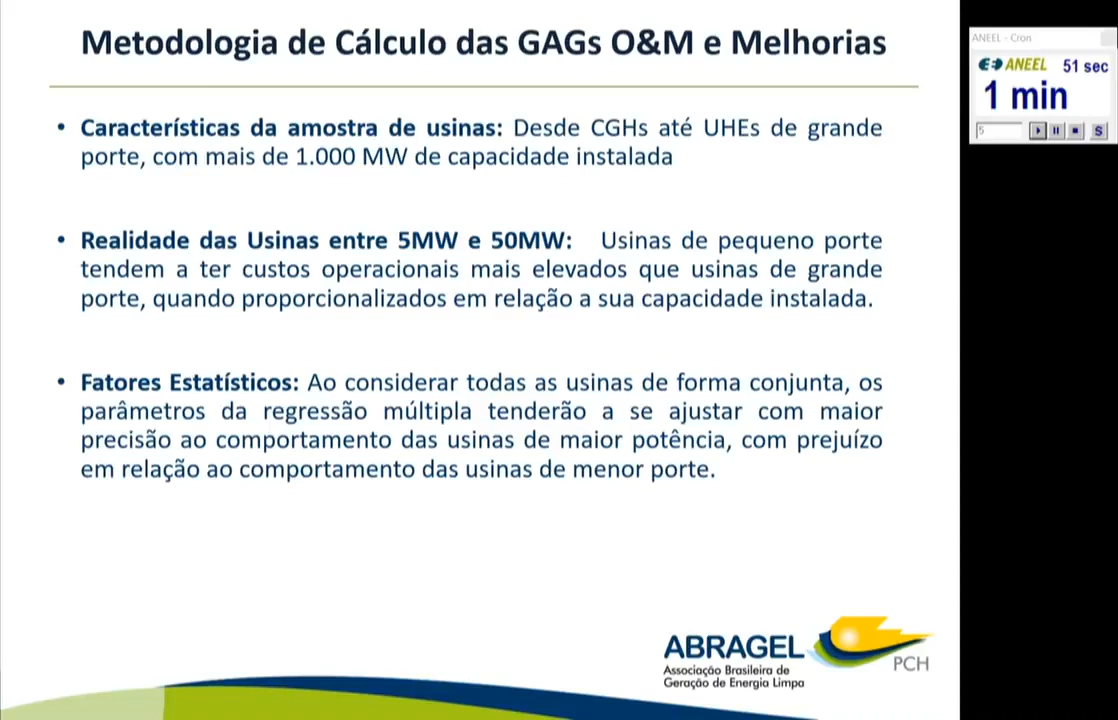 Metodologia de Cálculo das GAGs O&M e Melhorias
• Características da amostra de usinas: Desde CGHs até UHEs de grande
porte, com mais de 1.000 MW de capacidade instalada
• Realidade das Usinas entre 5MW e 50MW: Usinas de pequeno porte
tendem a ter custos operacionais mais elevados que usinas de grande
porte, quando proporcionalizados em relação a sua capacidade instalada.
• Fatores Estatísticos: Ao considerar todas as usinas de forma conjunta, os
parâmetros da regressão múltipla tenderão a se ajustar com maior
precisão ao comportamento das usinas de maior potência, com prejuízo
em relação ao comportamento das usinas de menor porte.
ABRAGEL
Associação Brasileira de
Geração de Energia Limpa
PCH
ANEEL - Cron
ANEEL 51 sec
1 min
5 S